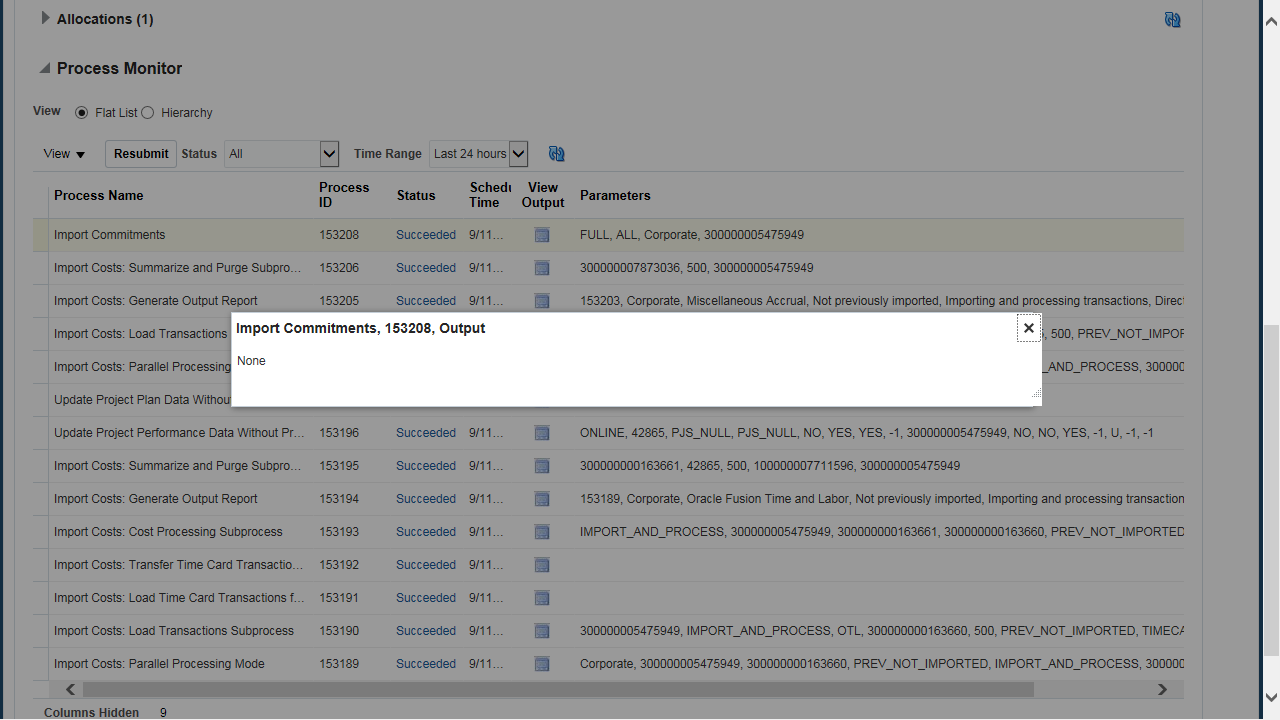 Allocations (1)
Process Monitor
View Flat List Hierarchy
View Resubmit Status All Time Range Last 24 hours
Process Name Process ID Status Schedu Time View Output Parameters
Import Commitments 153208 Succeeded 9/11... FULL, ALL, Corporate, 300000005475949
Import Costs: Summarize and Purge Subpro... 153206 Succeeded 9/11... 300000007873036, 500, 300000005475949
Import Costs: Generate Output Report 153205 Succeeded 9/11... 153203, Corporate, Miscellaneous Accrual, Not previously imported, Importing and processing transactions, Direct
Import Costs: Load Transactions , 500, PREV_NOT_IMPOR
Import Commitments, 153208, Output
None
Import Costs: Parallel Processing _AND_PROCESS, 300000
Update Project Plan Data Withou
Update Project Performance Data Without Pr... 153196 Succeeded 9/11... ONLINE, 42865, PJS_NULL, PJS_NULL, NO, YES, YES, -1, 300000005475949, NO, NO, YES, -1, U, -1, -1
Import Costs: Summarize and Purge Subpro... 153195 Succeeded 9/11... 300000000163661, 42865, 500, 100000007711596, 300000005475949
Import Costs: Generate Output Report 153194 Succeeded 9/11... 153189, Corporate, Oracle Fusion Time and Labor, Not previously imported, Importing and processing transaction
Import Costs: Cost Processing Subprocess 153193 Succeeded 9/11... IMPORT_AND_PROCESS, 300000005475949, 300000000163661, 300000000163660, PREV_NOT_IMPORTED
Import Costs: Transfer Time Card Transactio... 153192 Succeeded 9/11...
Import Costs: Load Time Card Transactions f... 153191 Succeeded 9/11...
Import Costs: Load Transactions Subprocess 153190 Succeeded 9/11... 300000005475949, IMPORT_AND_PROCESS, OTL, 300000000163660, 500, PREV_NOT_IMPORTED, TIMECA
Import Costs: Parallel Processing Mode 153189 Succeeded 9/11... Corporate, 300000005475949, 300000000163660, PREV_NOT_IMPORTED, IMPORT_AND_PROCESS, 300000
Columns Hidden 9